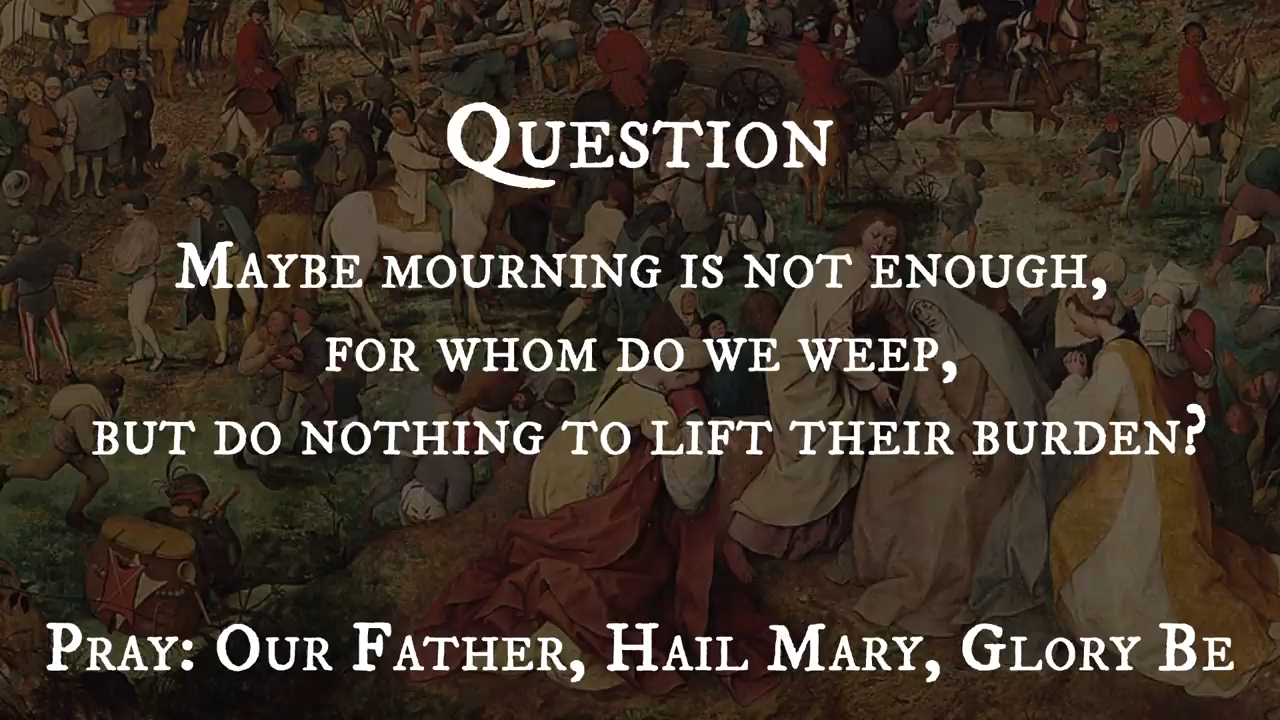 Question
Maybe mourning is not enough,
for whom do we weep,
but do nothing to lift their burden?
Pray: Our Father, Hail Mary, Glory Be